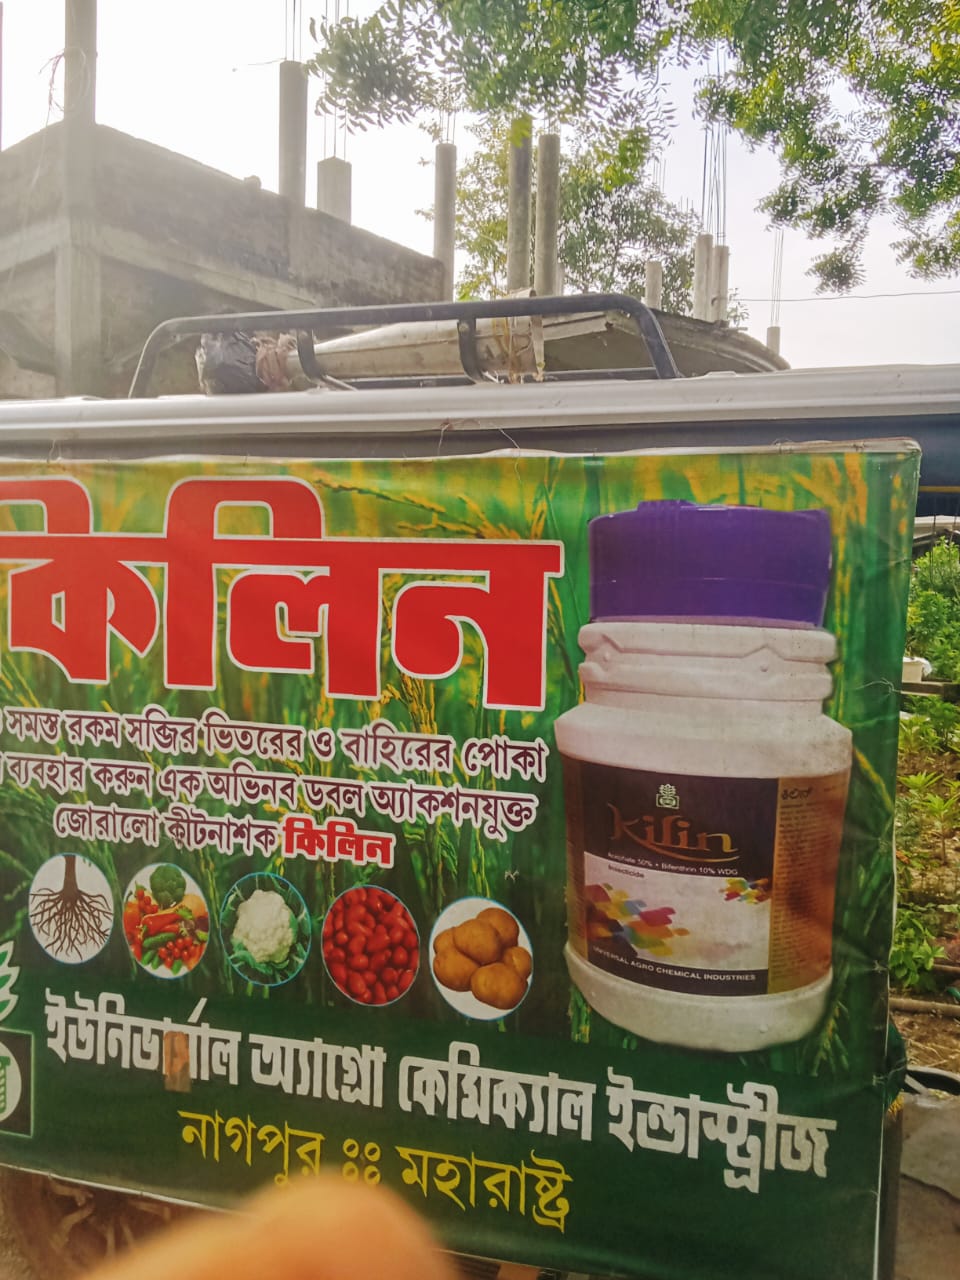 কিলিন
সমস্ত রকম সব্জির ভিতরের ও বাহিরের পোকা
ব্যবহার করুন এক অভিনব ডবল অ্যাকশনযুক্ত
জোরালো কীটনাশক কিলিন
kilin
Acephate 50% + Bifenthrin 10% WDG
Insecticide
UNIVERSAL AGRO CHEMICAL INDUSTRIES
ইউনিভার্সাল অ্যাগ্রো কেমিক্যাল ইন্ডাস্ট্রীজ
নাগপুর :: মহারাষ্ট্র